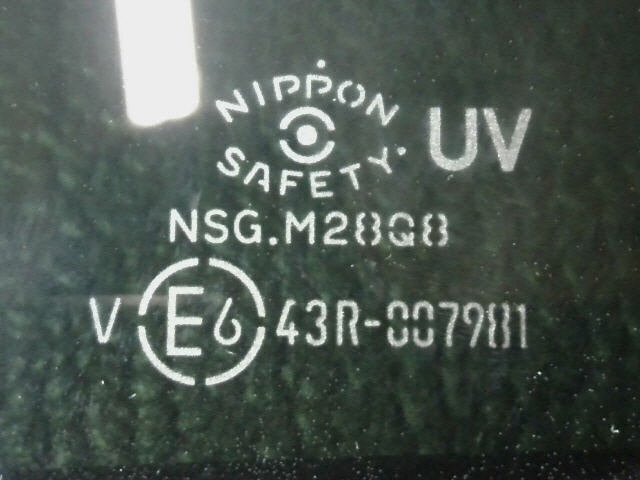 NIPPON
SAFETY
UV
NSG.M28Q8
V E6 43R-007981